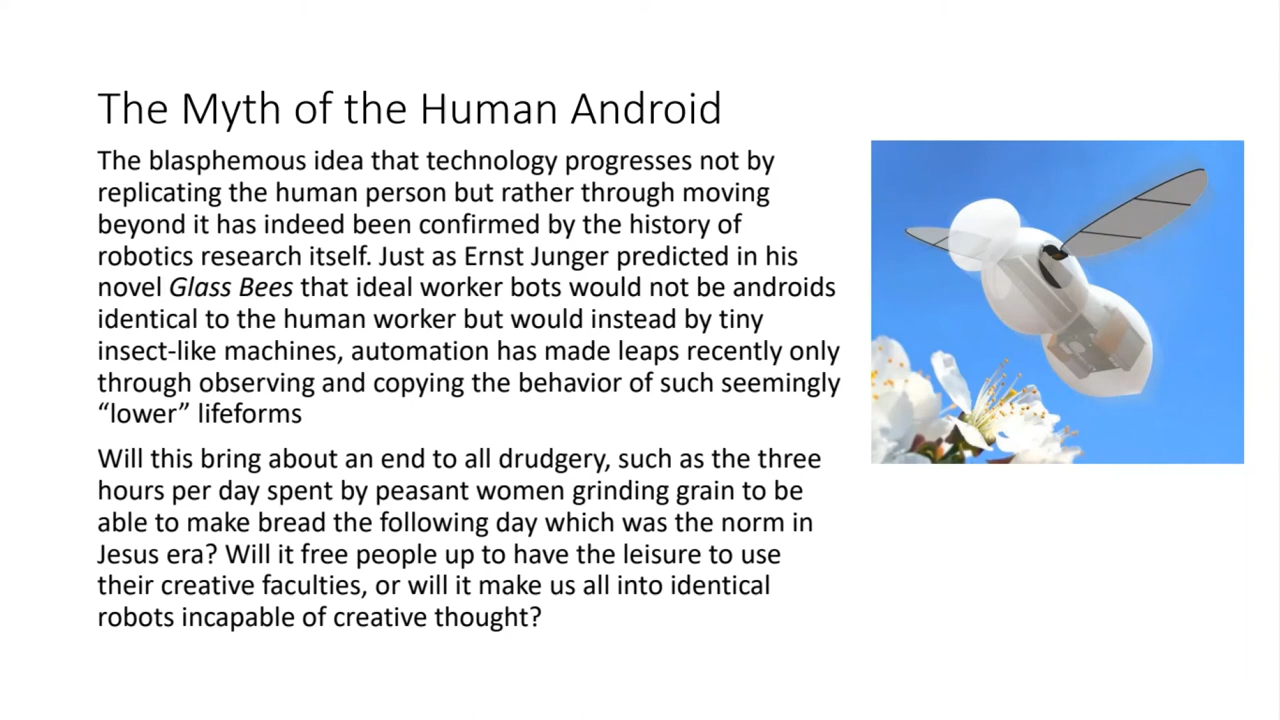 The Myth of the Human Android
The blasphemous idea that technology progresses not by
replicating the human person but rather through moving
beyond it has indeed been confirmed by the history of
robotics research itself. Just as Ernst Junger predicted in his
novel Glass Bees that ideal worker bots would not be androids
identical to the human worker but would instead by tiny
insect-like machines, automation has made leaps recently only
through observing and copying the behavior of such seemingly
“lower” lifeforms
Will this bring about an end to all drudgery, such as the three
hours per day spent by peasant women grinding grain to be
able to make bread the following day which was the norm in
Jesus era? Will it free people up to have the leisure to use
their creative faculties, or will it make us all into identical
robots incapable of creative thought?